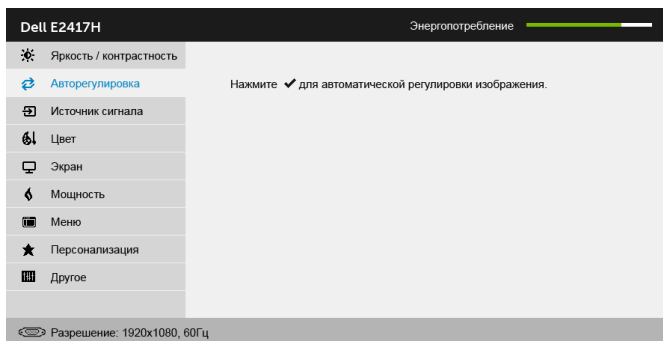 Dell E2417H
Энергопотребление
Яркость / контрастность
Авторегулировка
Нажмите ✔ для автоматической регулировки изображения.
Источник сигнала
Цвет
Экран
Мощность
Меню
Персонализация
Другое
Разрешение: 1920x1080, 60Гц